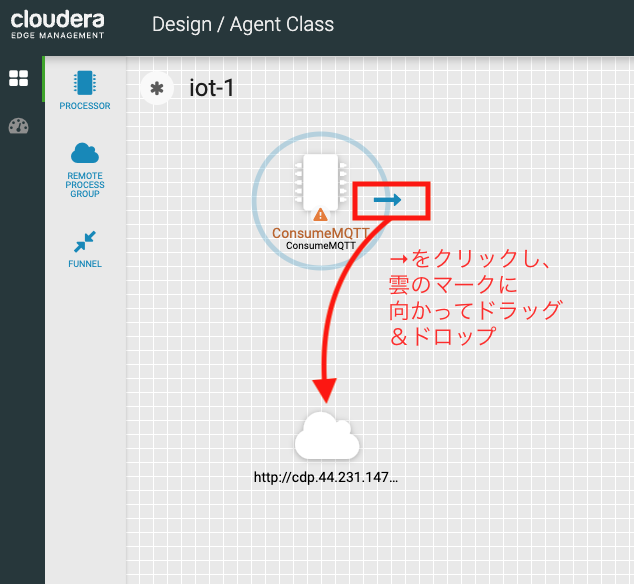 cloudera
EDGE MANAGEMENT
Design / Agent Class
iot-1
PROCESSOR
REMOTE
PROCESS
GROUP
FUNNEL
ConsumeMQTT
ConsumeMQTT
→をクリックし、
雲のマークに
向かってドラッグ
＆ドロップ
http://cdp.44.231.147...